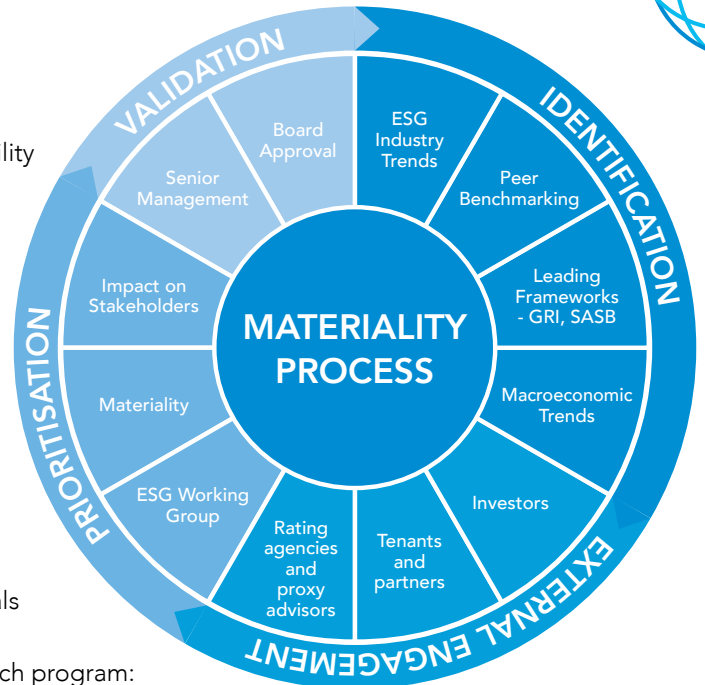 VALIDATION
IDENTIFICATION
EXTERNAL ENGAGEMENT
PRIORITISATION
MATERIALITY
PROCESS
ESG
Industry
Trends
Peer
Benchmarking
Leading
Frameworks
- GRI, SASB
Macroeconomic
Trends
Investors
Tenants
and
partners
Rating
agencies
and
proxy
advisors
ESG Working
Group
Materiality
Impact on
Stakeholders
Senior
Management
Board
Approval
ility
als
ch program: